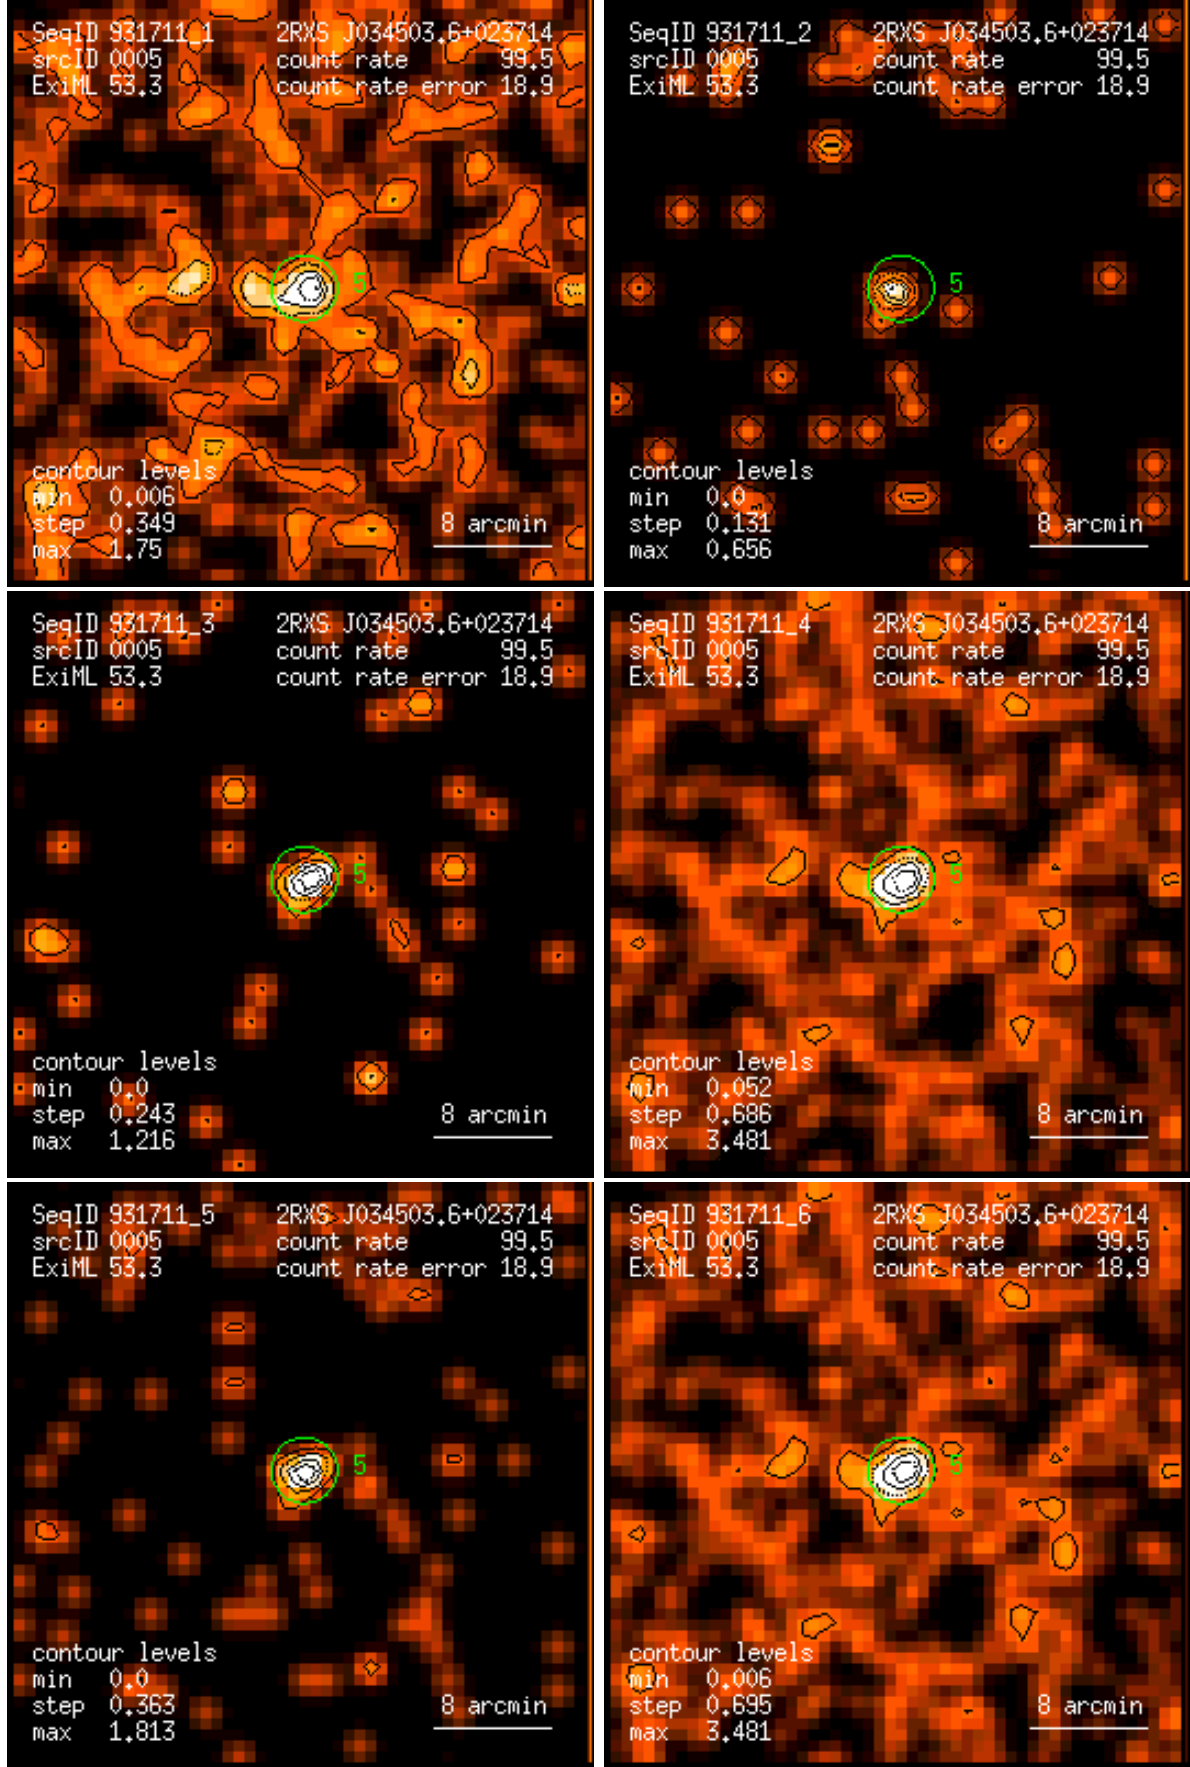 SeqID 931711_1 2RXS J034503.6+023714
srcID 0005 count rate 99.5
ExiML 53.3 count rate error 18.9
5
contour levels
min 0.006
step 0.349 8 arcmin
max 1.75
SeqID 931711_2 2RXS J034503.6+023714
srcID 0005 count rate 99.5
ExiML 53.3 count rate error 18.9
5
contour levels
min 0.0
step 0.131 8 arcmin
max 0.656
SeqID 931711_3 2RXS J034503.6+023714
srcID 0005 count rate 99.5
ExiML 53.3 count rate error 18.9
5
contour levels
min 0.0
step 0.243 8 arcmin
max 1.216
SeqID 931711_4 2RXS J034503.6+023714
srcID 0005 count rate 99.5
ExiML 53.3 count rate error 18.9
5
contour levels
min 0.052
step 0.686 8 arcmin
max 3.481
SeqID 931711_5 2RXS J034503.6+023714
srcID 0005 count rate 99.5
ExiML 53.3 count rate error 18.9
5
contour levels
min 0.0
step 0.363 8 arcmin
max 1.813
SeqID 931711_6 2RXS J034503.6+023714
srcID 0005 count rate 99.5
ExiML 53.3 count rate error 18.9
5
contour levels
min 0.006
step 0.695 8 arcmin
max 3.481